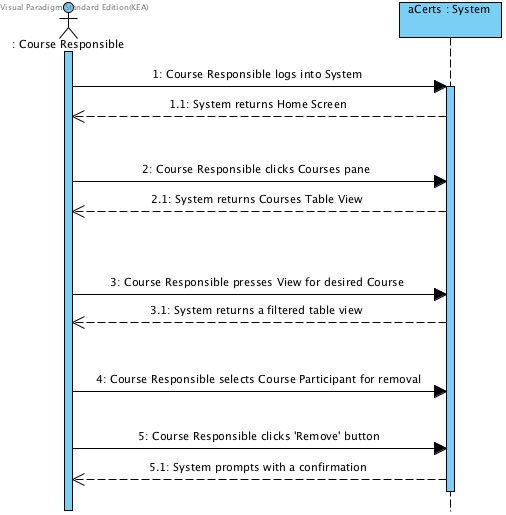 Visual Paradigm Standard Edition(KEA)
aCerts : System
: Course Responsible
1: Course Responsible logs into System
1.1: System returns Home Screen
2: Course Responsible clicks Courses pane
2.1: System returns Courses Table View
3: Course Responsible presses View for desired Course
3.1: System returns a filtered table view
4: Course Responsible selects Course Participant for removal
5: Course Responsible clicks 'Remove' button
5.1: System prompts with a confirmation